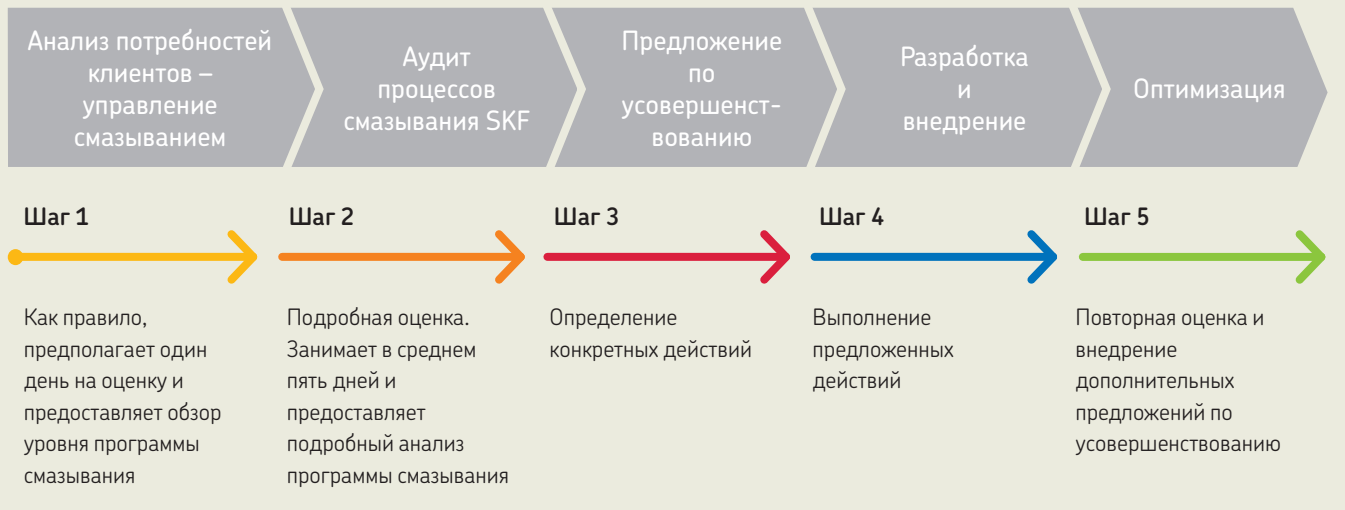 Анализ потребностей
клиентов –
управление
смазыванием
Аудит
процессов
смазывания SKF
Предложение
по
усовершенст-
вованию
Разработка
и
внедрение
Оптимизация
Шаг 1
Как правило,
предполагает один
день на оценку и
предоставляет обзор
уровня программы
смазывания
Шаг 2
Подробная оценка.
Занимает в среднем
пять дней и
предоставляет
подробный анализ
программы смазывания
Шаг 3
Определение
конкретных действий
Шаг 4
Выполнение
предложенных
действий
Шаг 5
Повторная оценка и
внедрение
дополнительных
предложений по
усовершенствованию